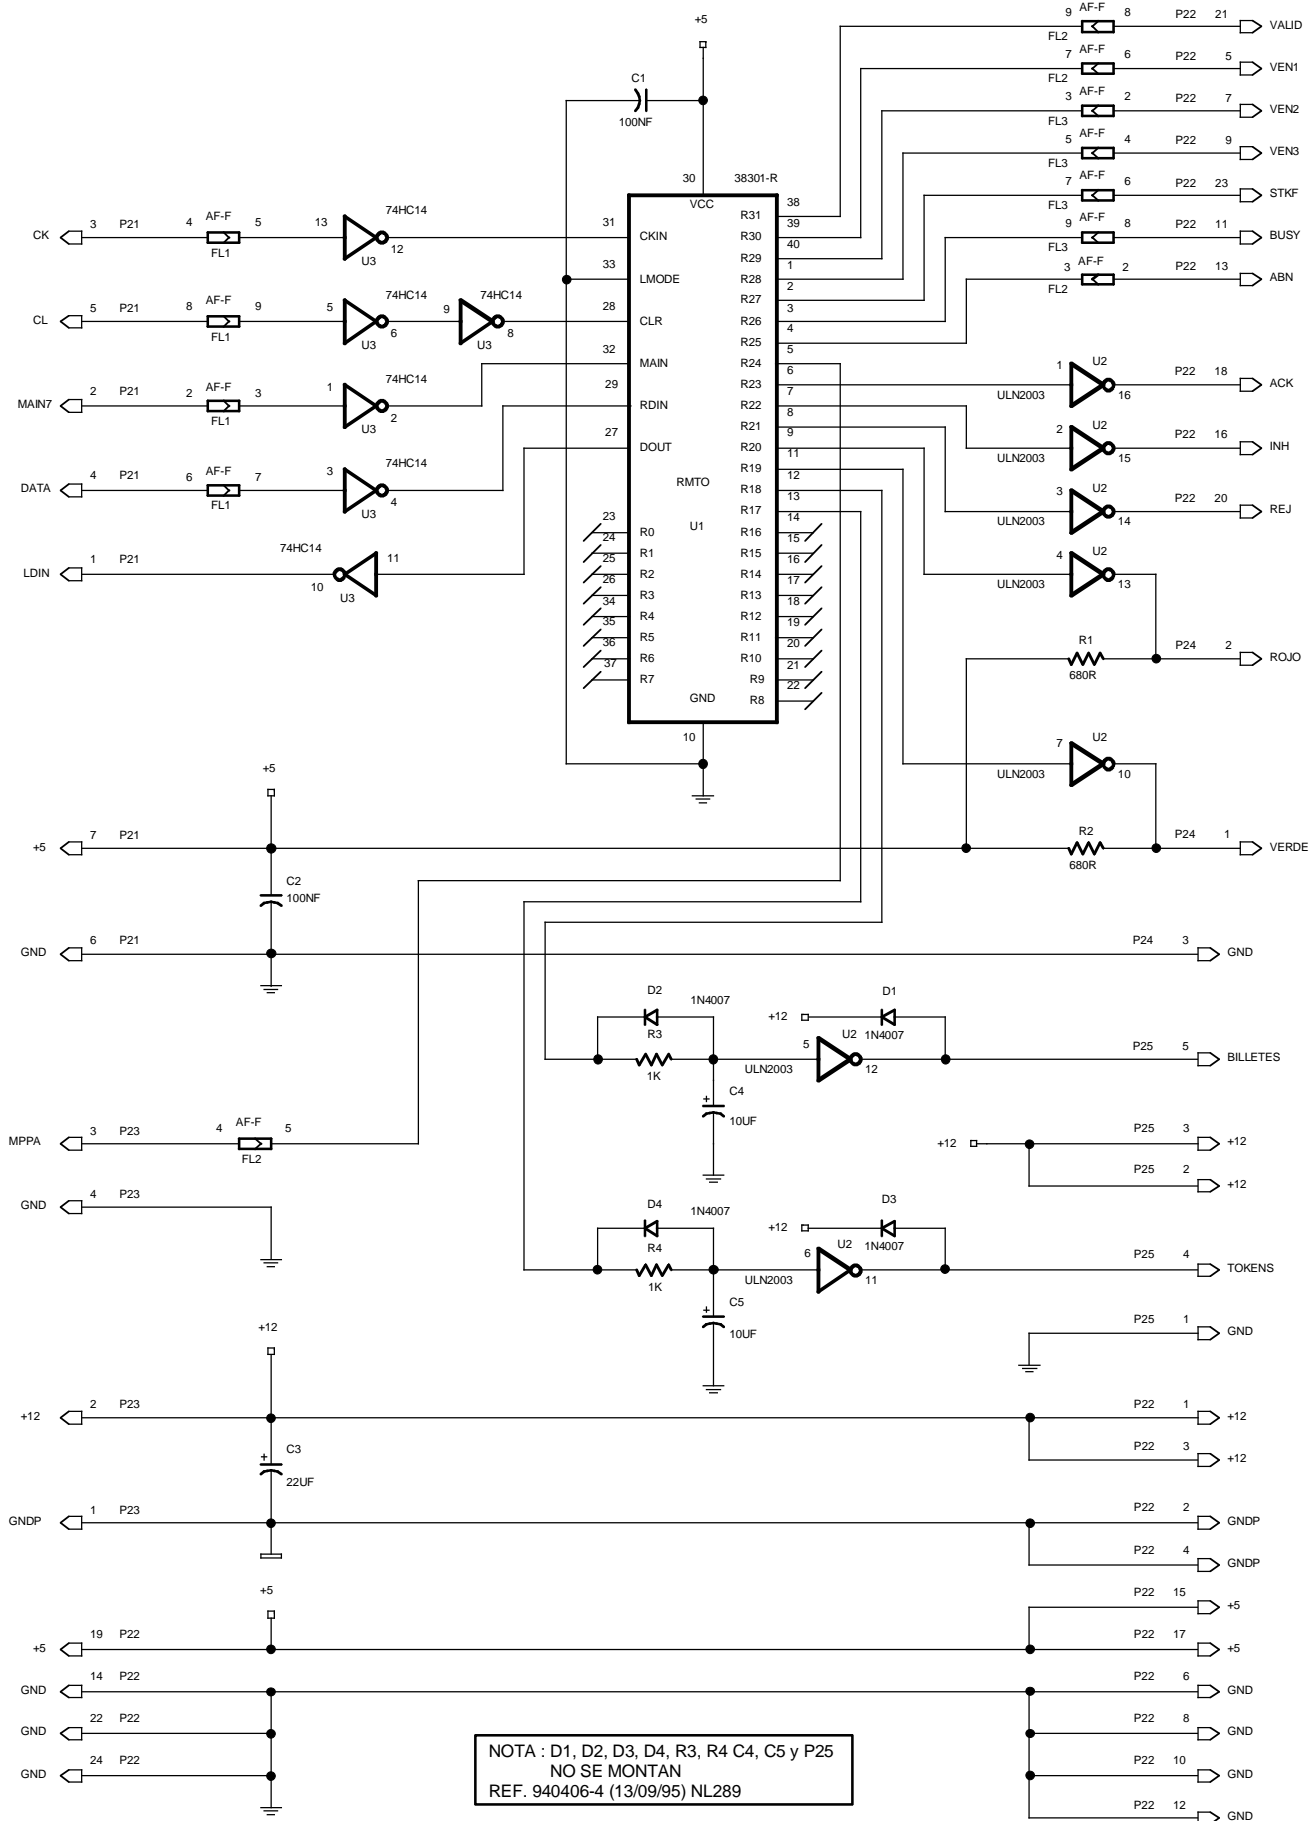 +5
9 AF-F 8 P22 21 VALID
FL2
7 AF-F 6 P22 5 VEN1
FL2
3 AF-F 2 P22 7 VEN2
FL3
5 AF-F 4 P22 9 VEN3
FL3
7 AF-F 6 P22 23 STKF
FL3
9 AF-F 8 P22 11 BUSY
FL3
3 AF-F 2 P22 13 ABN
FL2
C1
100NF
30 38301-R
VCC
CK 3 P21 4 AF-F 5 13 74HC14 12 31 CKIN
FL1 U3
33 LMODE
CL 5 P21 8 AF-F 9 5 74HC14 6 9 74HC14 8 28 CLR
FL1 U3 U3
32 MAIN
MAIN7 2 P21 2 AF-F 3 1 74HC14 2 29 RDIN
FL1 U3
27 DOUT
DATA 4 P21 6 AF-F 7 3 74HC14 4
FL1 U3
LDIN 1 P21 74HC14 10 11
U3
RMTO
U1
R31 38
R30 39
R29 40
R28 1
R27 2
R26 3
R25 4
R24 5
R23 6
R22 7
R21 8
R20 9
R19 11
R18 12
R17 13
23 R0 R16 14
24 R1 R15 15
25 R2 R14 16
26 R3 R13 17
34 R4 R12 18
35 R5 R11 19
36 R6 R10 20
37 R7 R9 21
R8 22
GND
10
1 U2 P22 18 ACK
ULN2003 16
2 U2 P22 16 INH
ULN2003 15
3 U2 P22 20 REJ
ULN2003 14
4 U2
ULN2003 13
R1 P24 2 ROJO
680R
7 U2
ULN2003 10
R2 P24 1 VERDE
680R
+5
+5 7 P21
C2
100NF
GND 6 P21 P24 3 GND
D2 1N4007 D1
+12
R3 5 U2 1N4007 P25 5 BILLETES
1K ULN2003 12
C4
+
10UF
MPPA 3 P23 4 AF-F 5
FL2
+12 P25 3 +12
P25 2 +12
GND 4 P23
D4 1N4007 D3
+12
R4 6 U2 1N4007 P25 4 TOKENS
1K ULN2003 11
C5
+
10UF
P25 1 GND
+12
+12 2 P23 P22 1 +12
P22 3 +12
C3
+
22UF
GNDP 1 P23 P22 2 GNDP
P22 4 GNDP
+5
P22 15 +5
+5 19 P22 P22 17 +5
GND 14 P22 P22 6 GND
GND 22 P22 P22 8 GND
GND 24 P22 P22 10 GND
P22 12 GND
NOTA : D1, D2, D3, D4, R3, R4 C4, C5 y P25
NO SE MONTAN
REF. 940406-4 (13/09/95) NL289